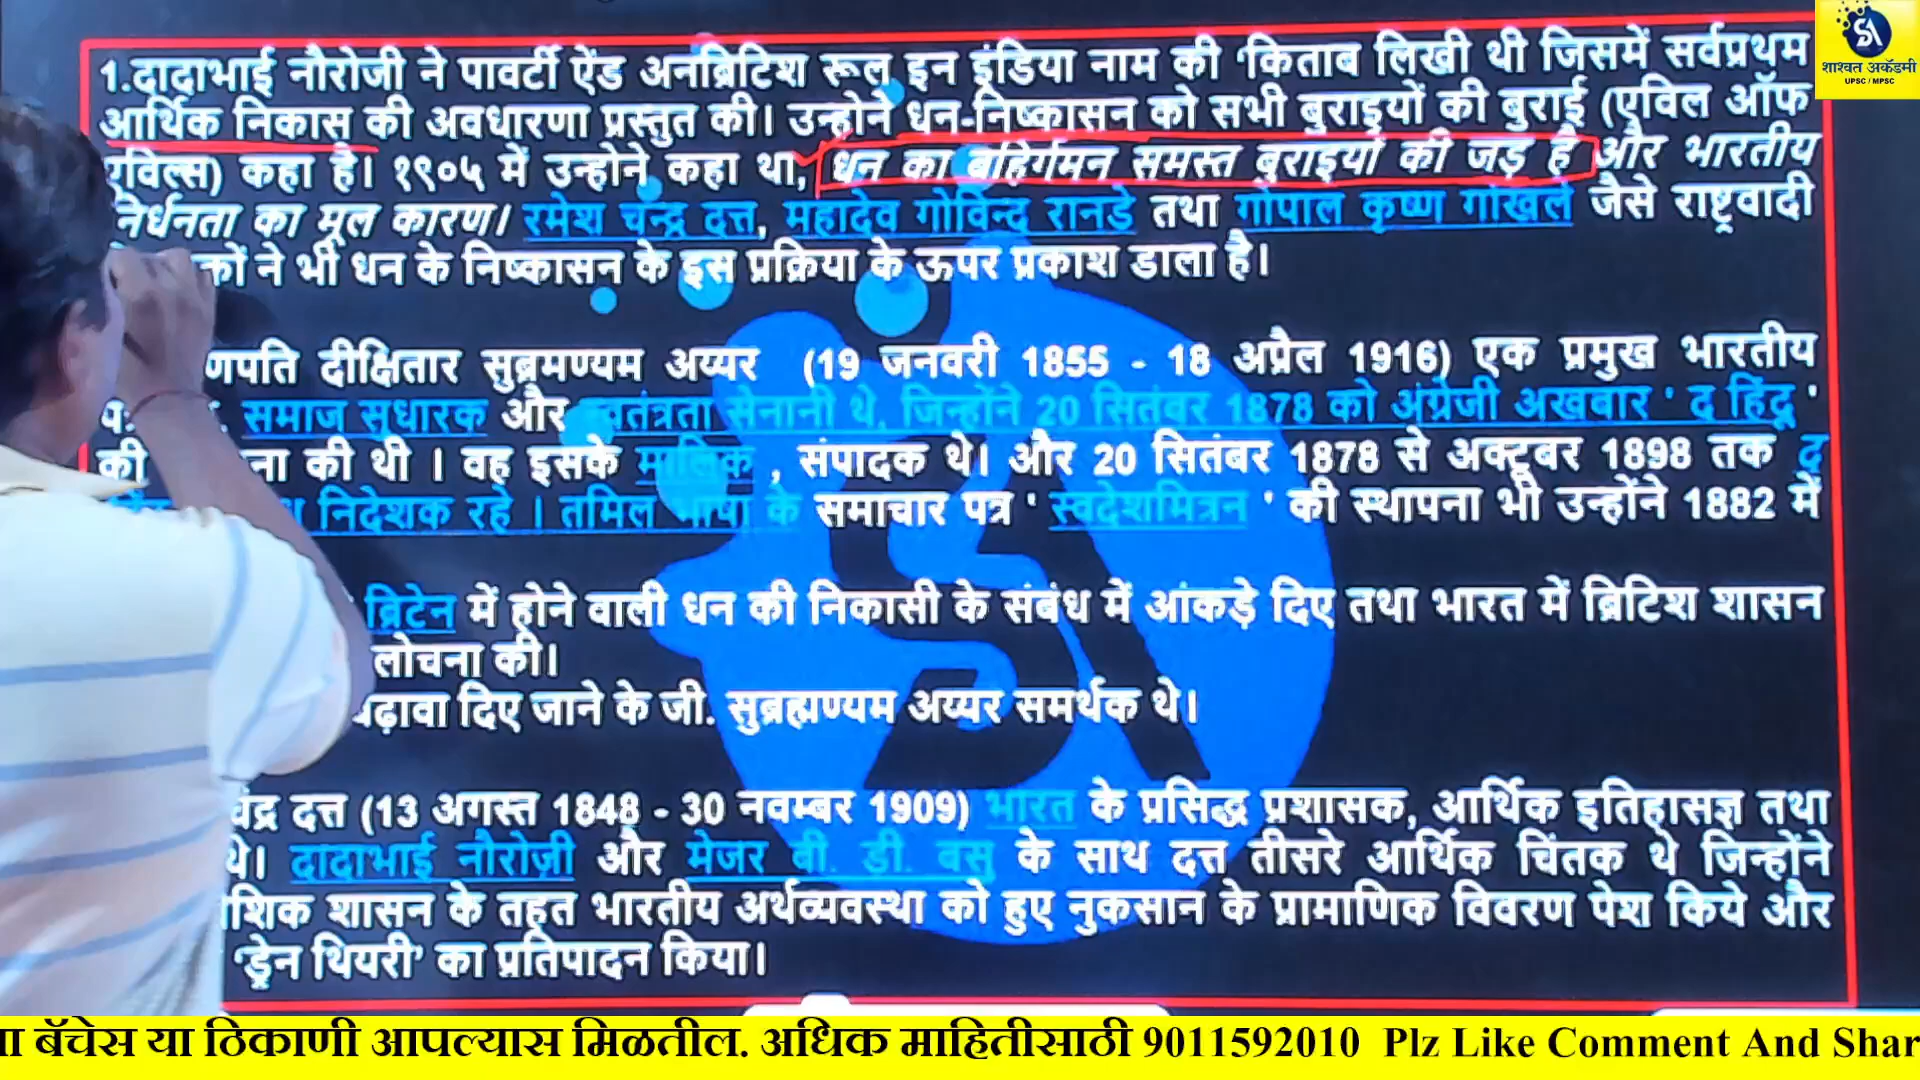 1.दादाभाई नौरोजी ने पावर्टी ऐंड अनब्रिटिश रूल इन इंडिया नाम की 'किताब लिखी थी जिसमें सर्वप्रथम
आर्थिक निकास की अवधारणा प्रस्तुत की। उन्होने धन-निष्कासन को सभी बुराइयों की बुराई (एविल ऑफ
एविल्स) कहा है। १९०५ में उन्होने कहा था, धन का बहिर्गमन समस्त बुराइयों की जड़ है और भारतीय
निर्धनता का मूल कारण। रमेश चन्द्र दत्त, महादेव गोविन्द रानडे तथा गोपाल कृष्ण गोखले जैसे राष्ट्रवादी
ने भी धन के निष्कासन के इस प्रक्रिया के ऊपर प्रकाश डाला है।
णपति दीक्षितार सुब्रमण्यम अय्यर (19 जनवरी 1855 - 18 अप्रैल 1916) एक प्रमुख भारतीय
समाज सुधारक और स्वतंत्रता सेनानी थे, जिन्होंने 20 सितंबर 1878 को अंग्रेजी अखबार ' द हिंदू '
की ना की थी । वह इसके मालिक , संपादक थे। और 20 सितंबर 1878 से अक्टूबर 1898 तक द
निदेशक रहे । तमिल भाषा के समाचार पत्र ' स्वदेशमित्रन ' की स्थापना भी उन्होंने 1882 में
ब्रिटेन में होने वाली धन की निकासी के संबंध में आंकड़े दिए तथा भारत में ब्रिटिश शासन
लोचना की।
बढ़ावा दिए जाने के जी. सुब्रह्मण्यम अय्यर समर्थक थे।
चंद्र दत्त (13 अगस्त 1848 - 30 नवम्बर 1909) भारत के प्रसिद्ध प्रशासक, आर्थिक इतिहासज्ञ तथा
थे। दादाभाई नौरोज़ी और मेजर बी. डी. वसु के साथ दत्त तीसरे आर्थिक चिंतक थे जिन्होंने
शिक शासन के तहत भारतीय अर्थव्यवस्था को हुए नुकसान के प्रामाणिक विवरण पेश किये और
'ड्रेन थियरी' का प्रतिपादन किया।
SA
शाश्वत अकॅडमी
UPSC / MPSC
ा बॅचेस या ठिकाणी आपल्यास मिळतील. अधिक माहितीसाठी 9011592010 Plz Like Comment And Shar